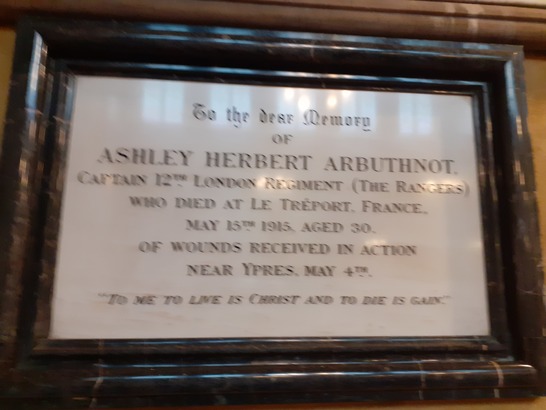 To the dear Memory
OF
ASHLEY HERBERT ARBUTHNOT,
CAPTAIN 12TH LONDON REGIMENT (THE RANGERS)
WHO DIED AT LE TRÉPORT, FRANCE,
MAY 15TH 1915, AGED 30,
OF WOUNDS RECEIVED IN ACTION
NEAR YPRES, MAY 4TH.
"TO ME TO LIVE IS CHRIST AND TO DIE IS GAIN."